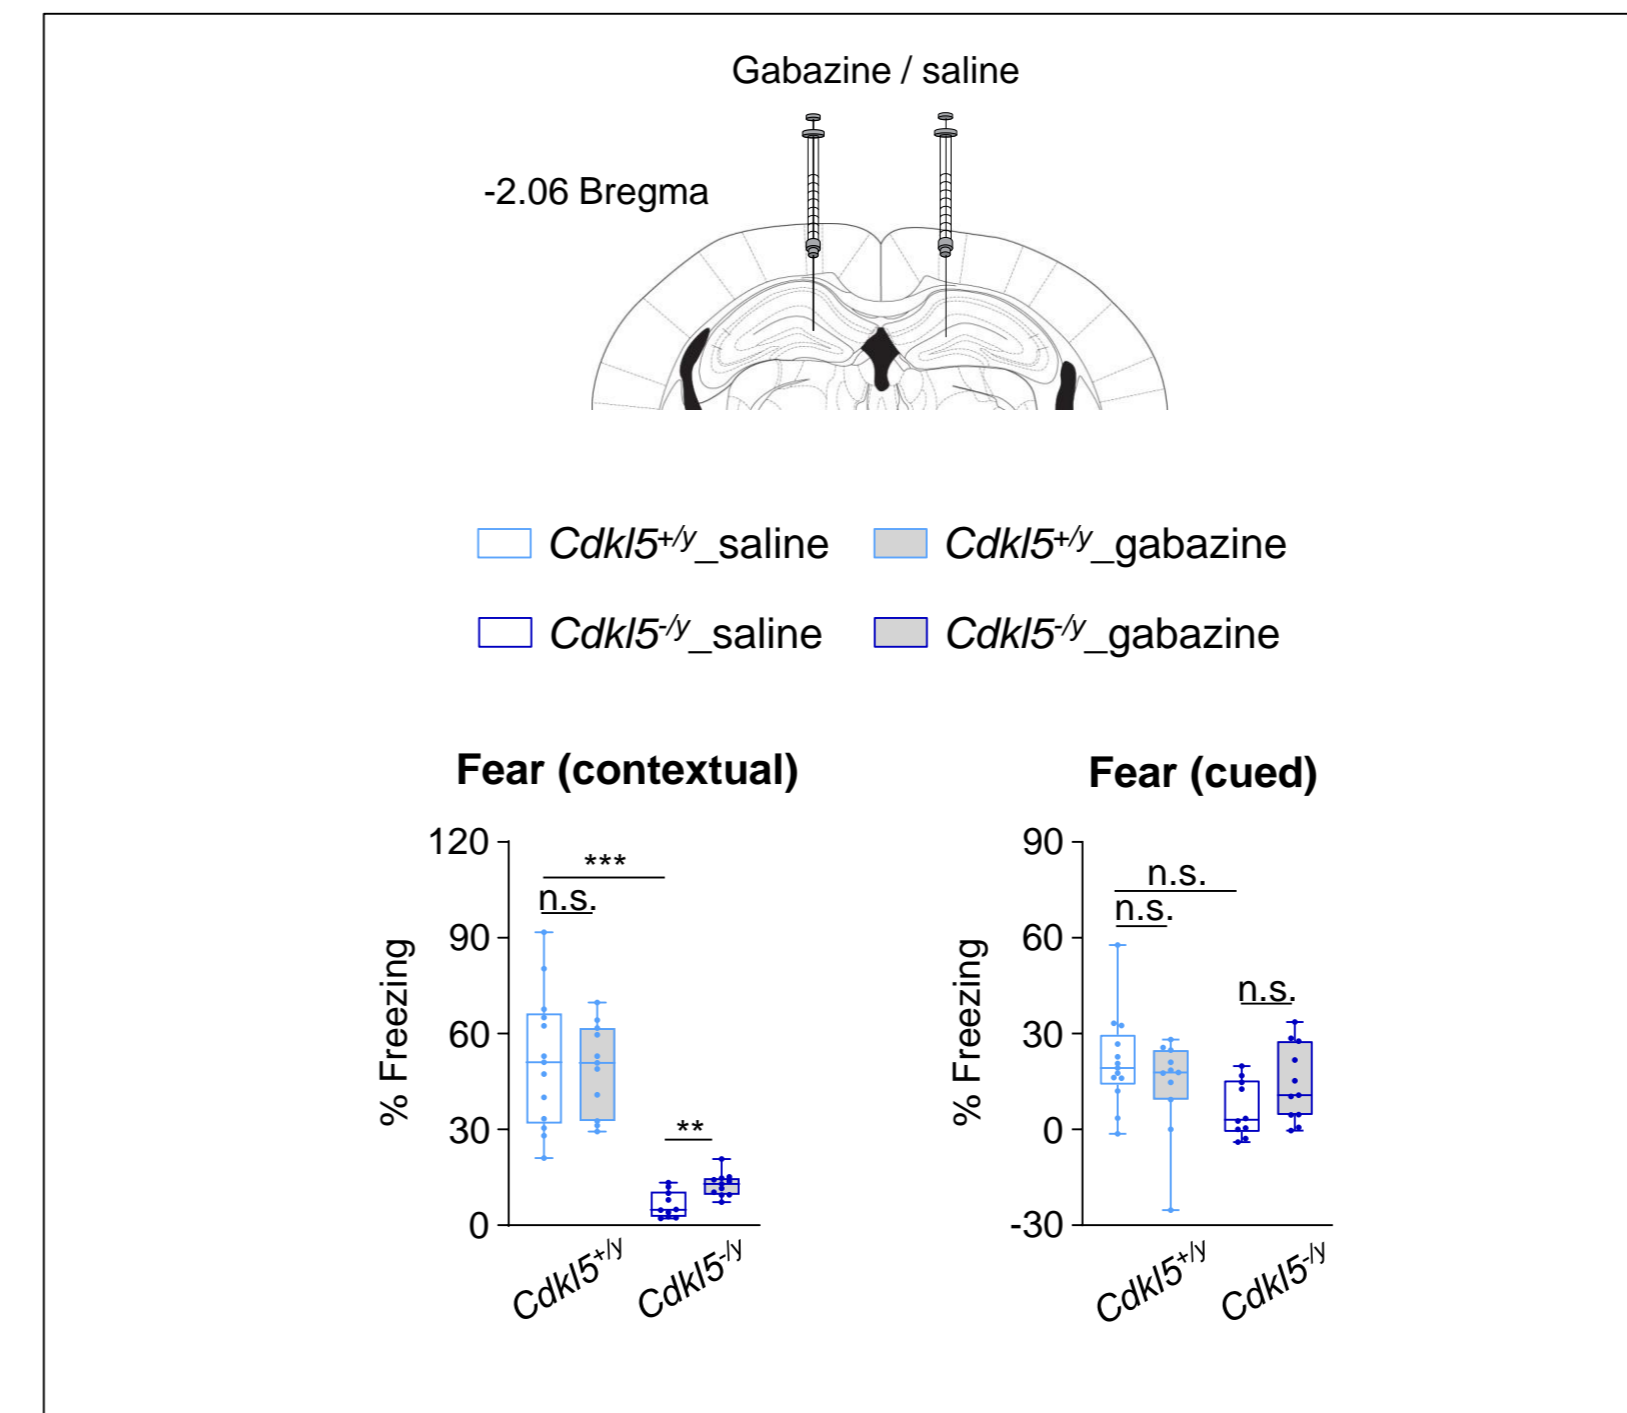 Gabazine / saline
-2.06 Bregma
Cdkl5+/y_saline
Cdkl5+/y_gabazine
Cdkl5-/y_saline
Cdkl5-/y_gabazine
Fear (contextual)
120
90
60
30
0
% Freezing
***
n.s.
**
Cdkl5+/y
Cdkl5-/y
Fear (cued)
90
60
30
0
-30
% Freezing
n.s.
n.s.
n.s.
Cdkl5+/y
Cdkl5-/y